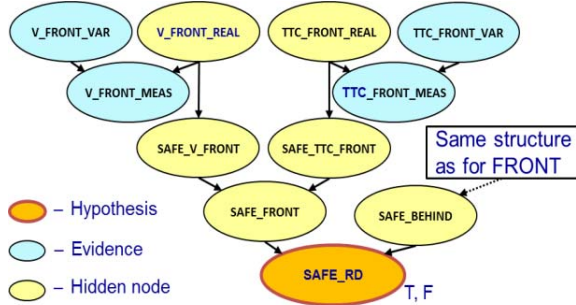 V_FRONT_VAR
V_FRONT_REAL
TTC_FRONT_REAL
TTC_FRONT_VAR
V_FRONT_MEAS
TTC_FRONT_MEAS
SAFE_V_FRONT
SAFE_TTC_FRONT
Same structure
as for FRONT
– Hypothesis
SAFE_FRONT
SAFE_BEHIND
– Evidence
– Hidden node
SAFE_RD
T, F